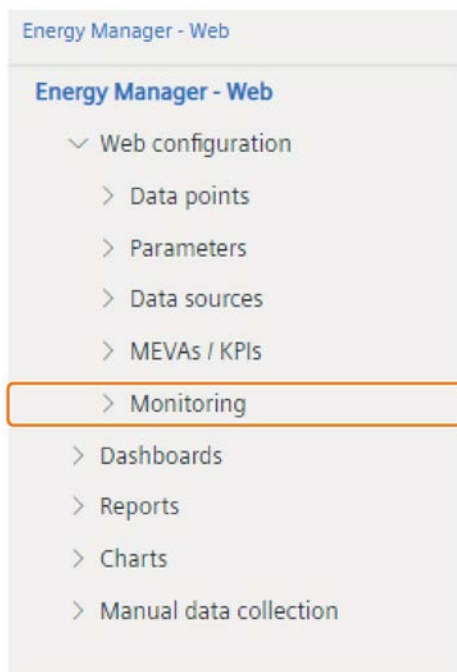 Energy Manager - Web
Energy Manager - Web
Web configuration
Data points
Parameters
Data sources
MEVAs / KPIs
Monitoring
Dashboards
Reports
Charts
Manual data collection